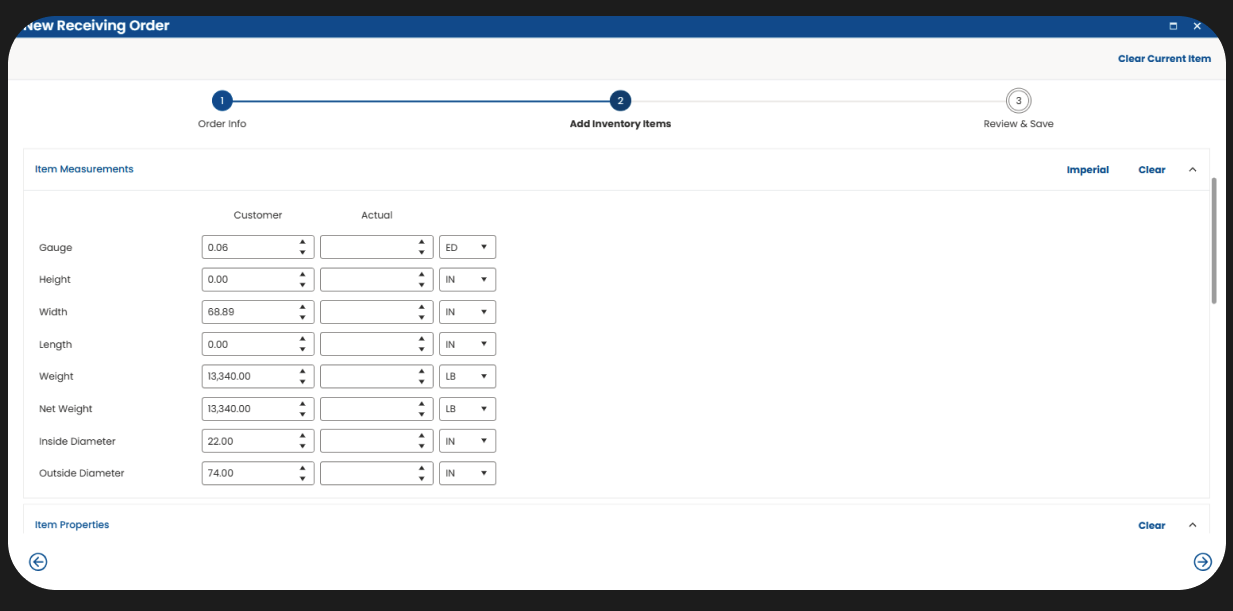 New Receiving Order
Clear Current Item
1 2 3
Order Info Add Inventory Items Review & Save
Item Measurements Imperial Clear
Customer Actual
Gauge 0.06 ED
Height 0.00 IN
Width 68.89 IN
Length 0.00 IN
Weight 13,340.00 LB
Net Weight 13,340.00 LB
Inside Diameter 22.00 IN
Outside Diameter 74.00 IN
Item Properties Clear